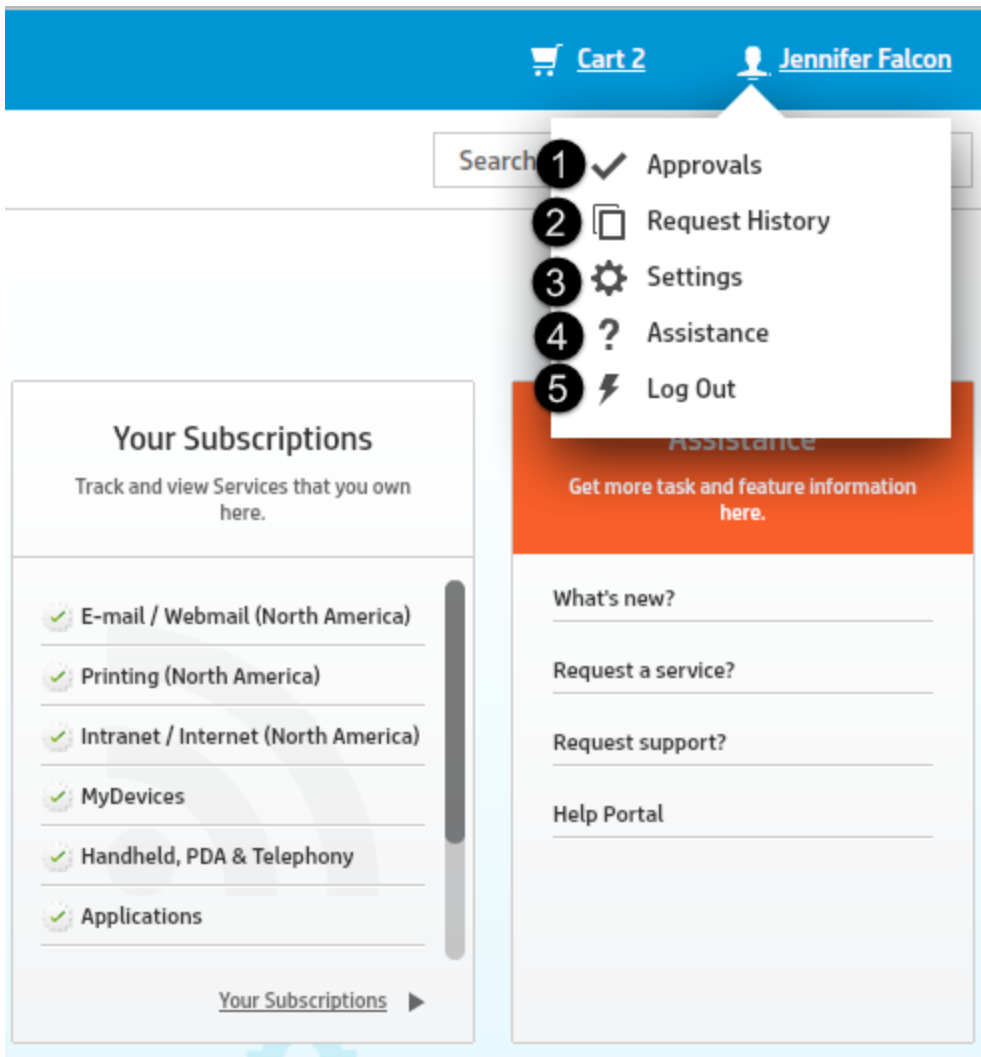 Cart 2
Jennifer Falcon
Search
1 Approvals
2 Request History
3 Settings
4 ? Assistance
5 Log Out
Your Subscriptions
Track and view Services that you own
here.
E-mail / Webmail (North America)
Printing (North America)
Intranet / Internet (North America)
MyDevices
Handheld, PDA & Telephony
Applications
Your Subscriptions
Assistance
Get more task and feature information
here.
What's new?
Request a service?
Request support?
Help Portal